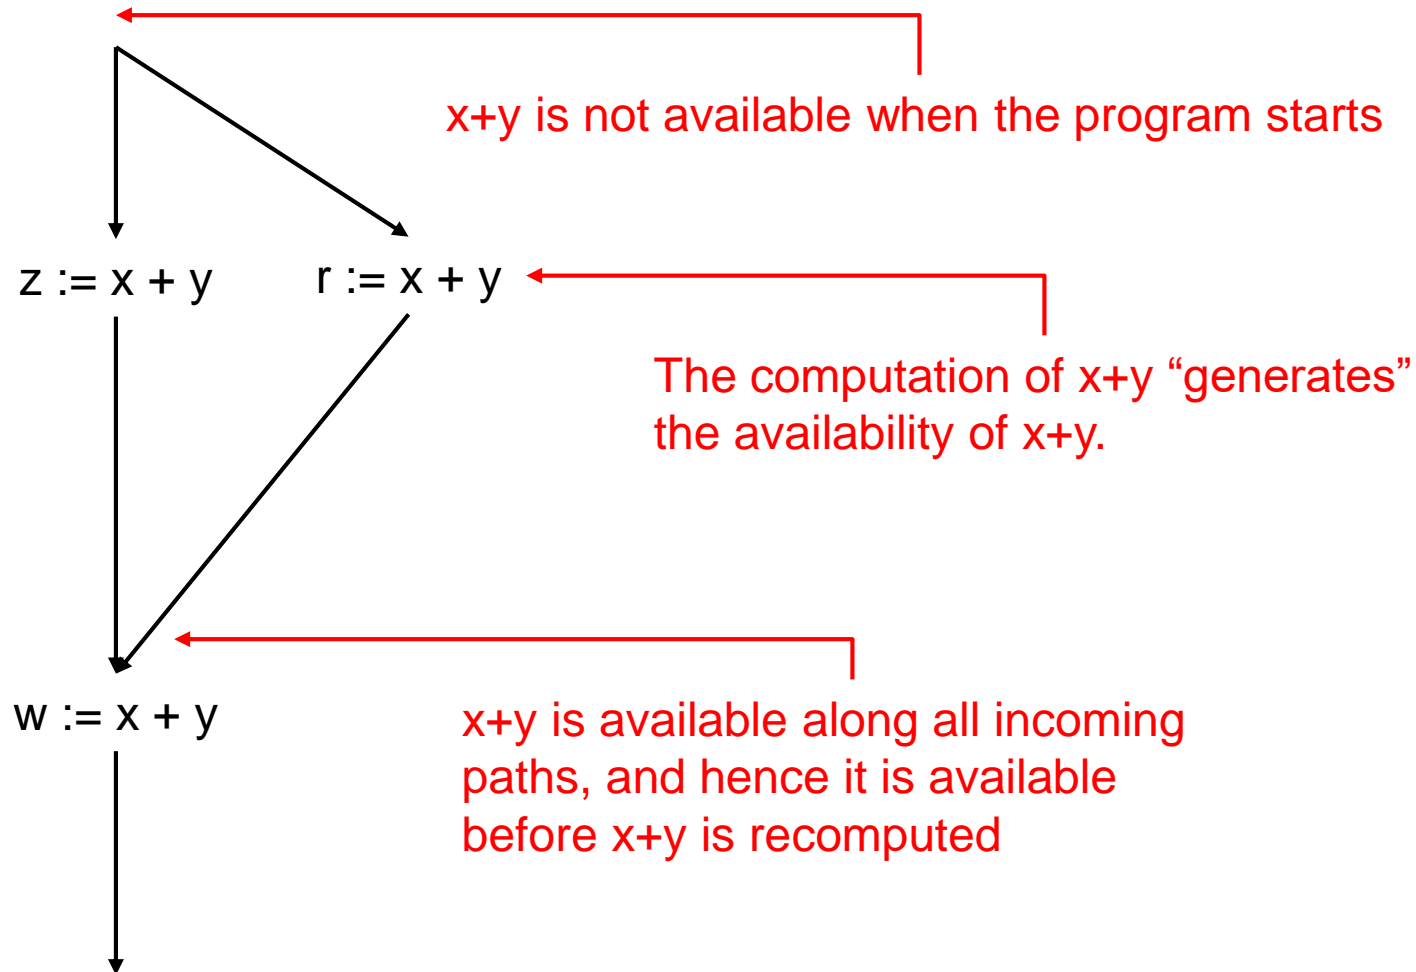 x+y is not available when the program starts
z := x + y
r := x + y
The computation of x+y “generates”
the availability of x+y.
w := x + y
x+y is available along all incoming
paths, and hence it is available
before x+y is recomputed